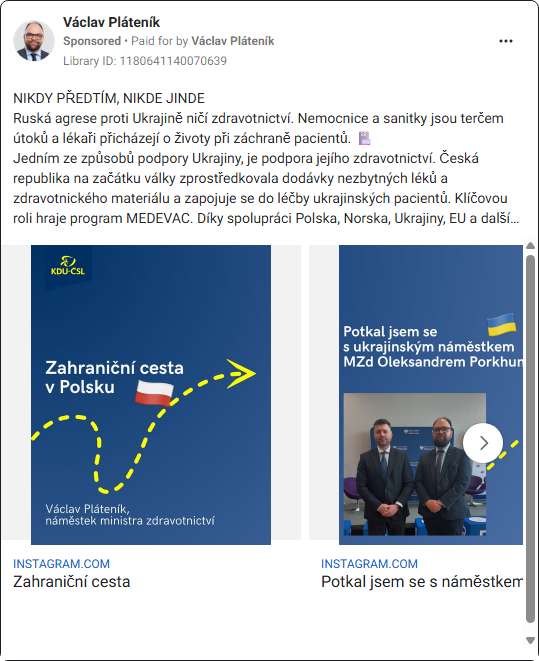 Václav Pláteník
Sponsored • Paid for by Václav Pláteník
Library ID: 1180641140070639
NIKDY PŘEDTÍM, NIKDE JINDE
Ruská agrese proti Ukrajině ničí zdravotnictví. Nemocnice a sanitky jsou terčem
útoků a lékaři přicházejí o životy při záchraně pacientů.
Jedním ze způsobů podpory Ukrajiny, je podpora jejího zdravotnictví. Česká
republika na začátku války zprostředkovala dodávky nezbytných léků a
zdravotnického materiálu a zapojuje se do léčby ukrajinských pacientů. Klíčovou
roli hraje program MEDEVAC. Díky spolupráci Polska, Norska, Ukrajiny, EU a další...
KDU-ČSL
Zahraniční cesta
v Polsku
Václav Pláteník,
náměstek ministra zdravotnictví
INSTAGRAM.COM
Zahraniční cesta
Potkal jsem se
s ukrajinským náměstkem
MZd Oleksandrem Porkhun
INSTAGRAM.COM
Potkal jsem se s náměstkem